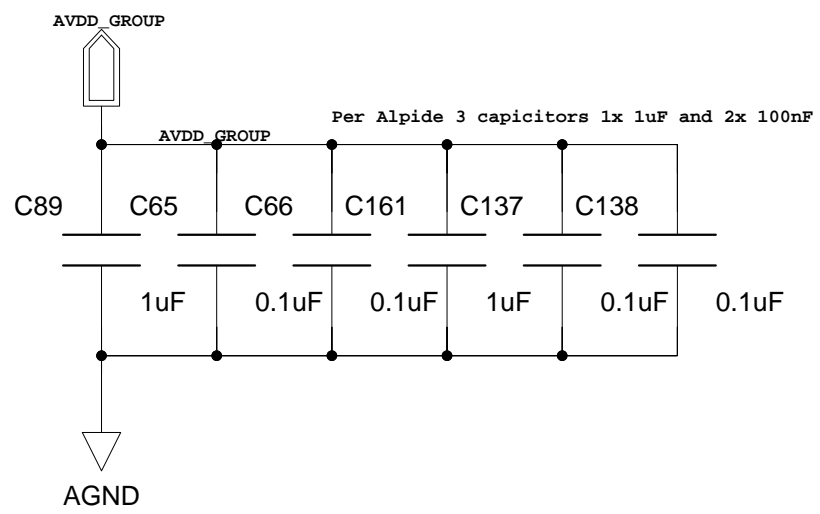 AVDD_GROUP
Per Alpide 3 capicitors 1x 1uF and 2x 100nF
AVDD_GROUP
C89 C65 C66 C161 C137 C138
1uF 0.1uF 0.1uF 1uF 0.1uF 0.1uF
AGND